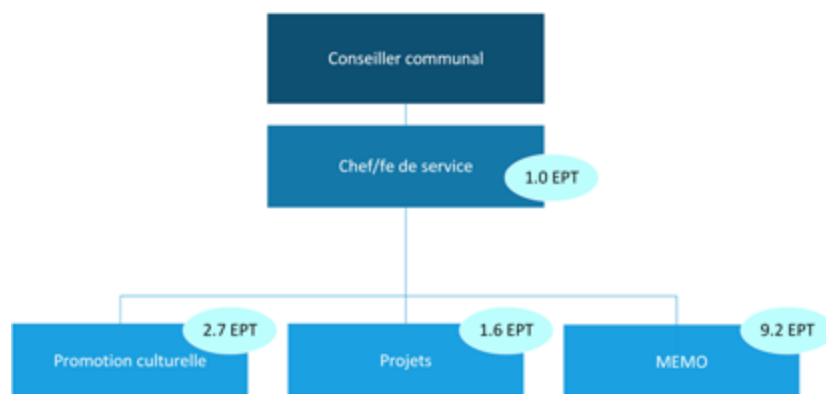 Conseiller communal
Chef/fe de service
1.0 EPT
2.7 EPT
Promotion culturelle
1.6 EPT
Projets
9.2 EPT
MEMO